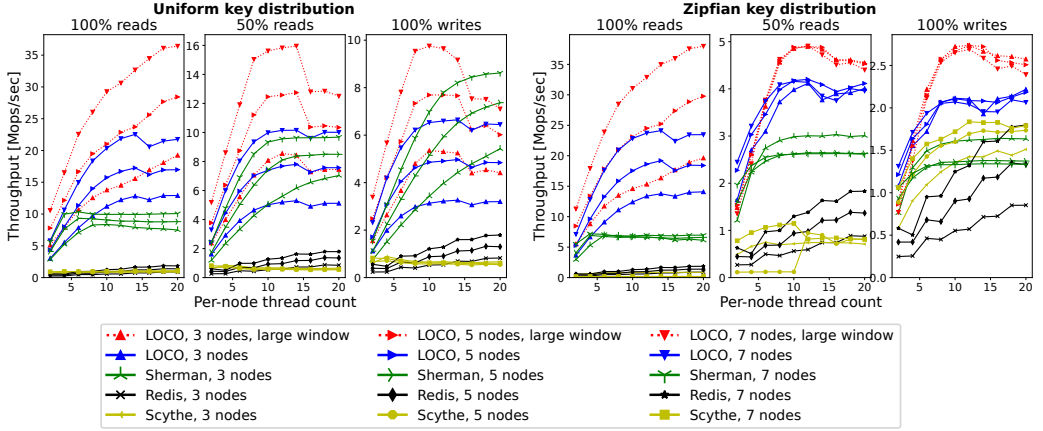 Uniform key distribution
Zipfian key distribution
100% reads
50% reads
100% writes
100% reads
50% reads
100% writes
Throughput [Mops/sec]
0
5
10
15
20
25
30
35
5
10
15
20
0
2
4
6
8
10
12
14
16
5
10
15
20
0
2
4
6
8
10
5
10
15
20
Per-node thread count
Throughput [Mops/sec]
0
5
10
15
20
25
30
35
5
10
15
20
0
1
2
3
4
5
5
10
15
20
0.0
0.5
1.0
1.5
2.0
2.5
5
10
15
20
Per-node thread count
LOCO, 3 nodes, large window
LOCO, 5 nodes, large window
LOCO, 7 nodes, large window
LOCO, 3 nodes
LOCO, 5 nodes
LOCO, 7 nodes
Sherman, 3 nodes
Sherman, 5 nodes
Sherman, 7 nodes
Redis, 3 nodes
Redis, 5 nodes
Redis, 7 nodes
Scythe, 3 nodes
Scythe, 5 nodes
Scythe, 7 nodes